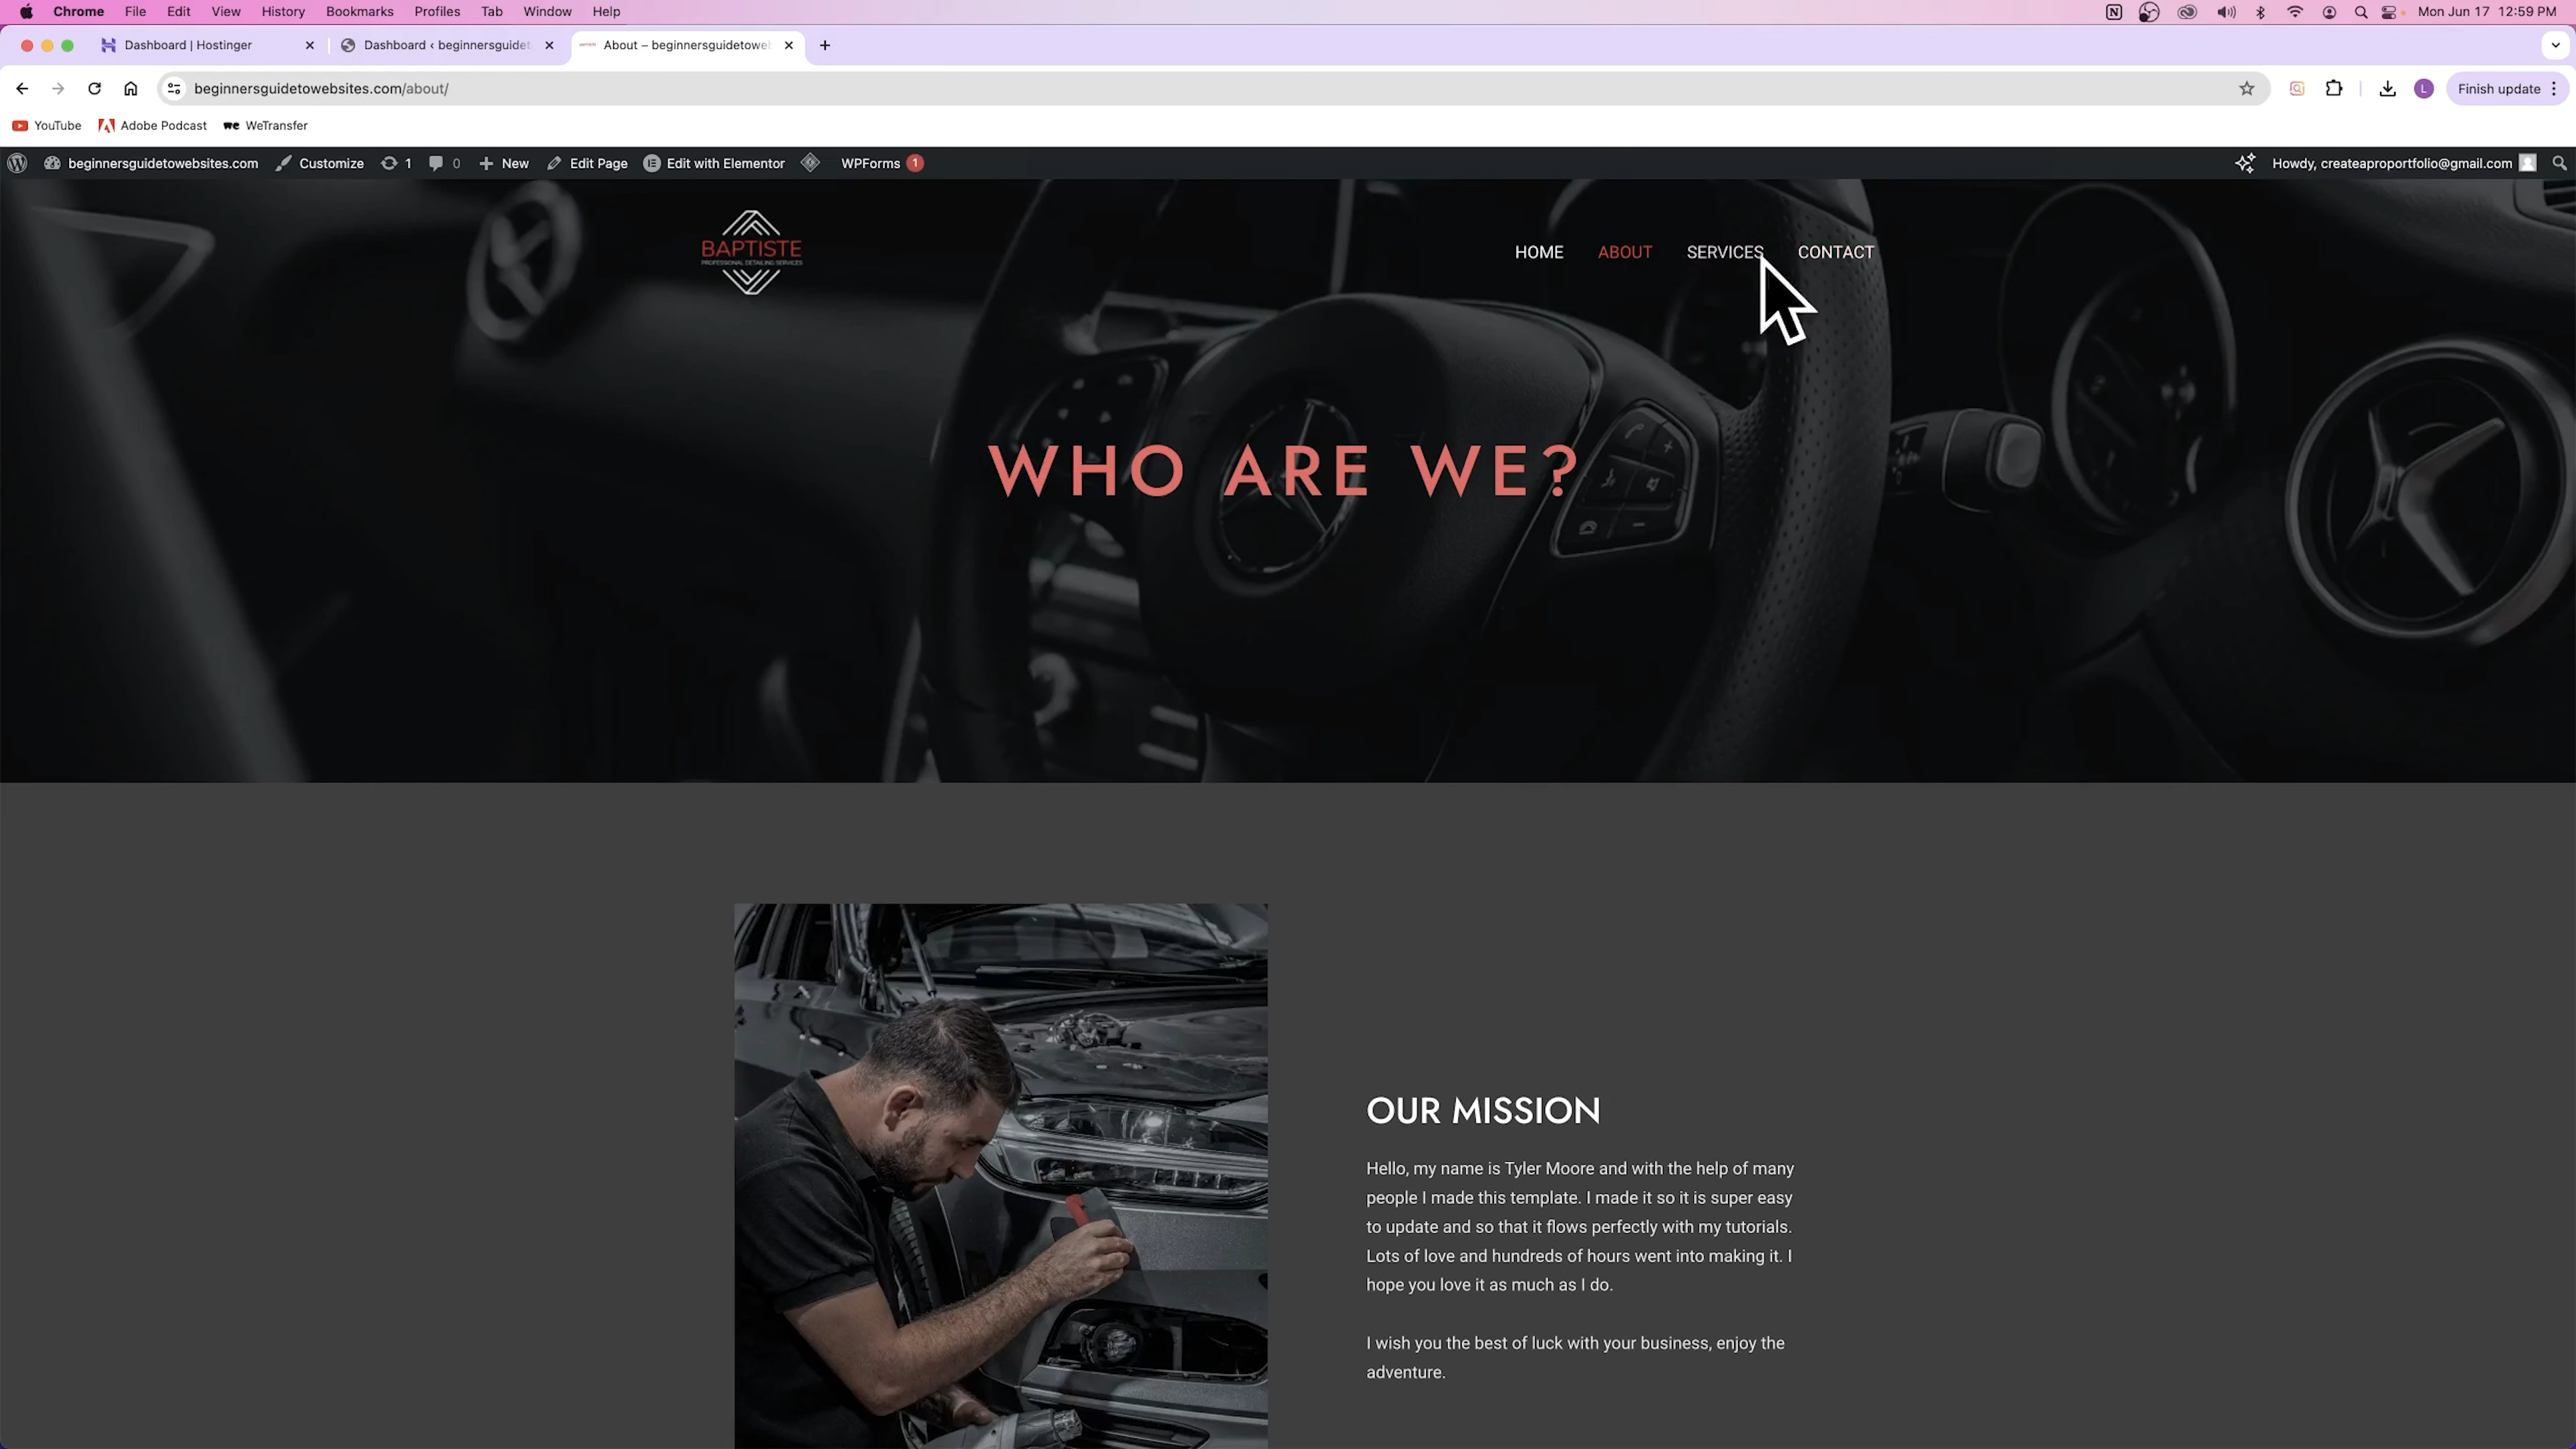 Chrome File Edit View History Bookmarks Profiles Tab Window Help Mon Jun 17 12:59 PM
Dashboard | Hostinger Dashboard ‹ beginnersguidet About – beginnersguidetowe
beginnersguidetowebsites.com/about/ L Finish update
YouTube Adobe Podcast WeTransfer
beginnersguidetowebsites.com Customize 1 0 New Edit Page Edit with Elementor WPForms 1 Howdy, createaproportfolio@gmail.com
BAPTISTE
PROFESSIONAL DETAILING SERVICES
HOME ABOUT SERVICES CONTACT
WHO ARE WE?
OUR MISSION
Hello, my name is Tyler Moore and with the help of many
people I made this template. I made it so it is super easy
to update and so that it flows perfectly with my tutorials.
Lots of love and hundreds of hours went into making it. I
hope you love it as much as I do.
I wish you the best of luck with your business, enjoy the
adventure.